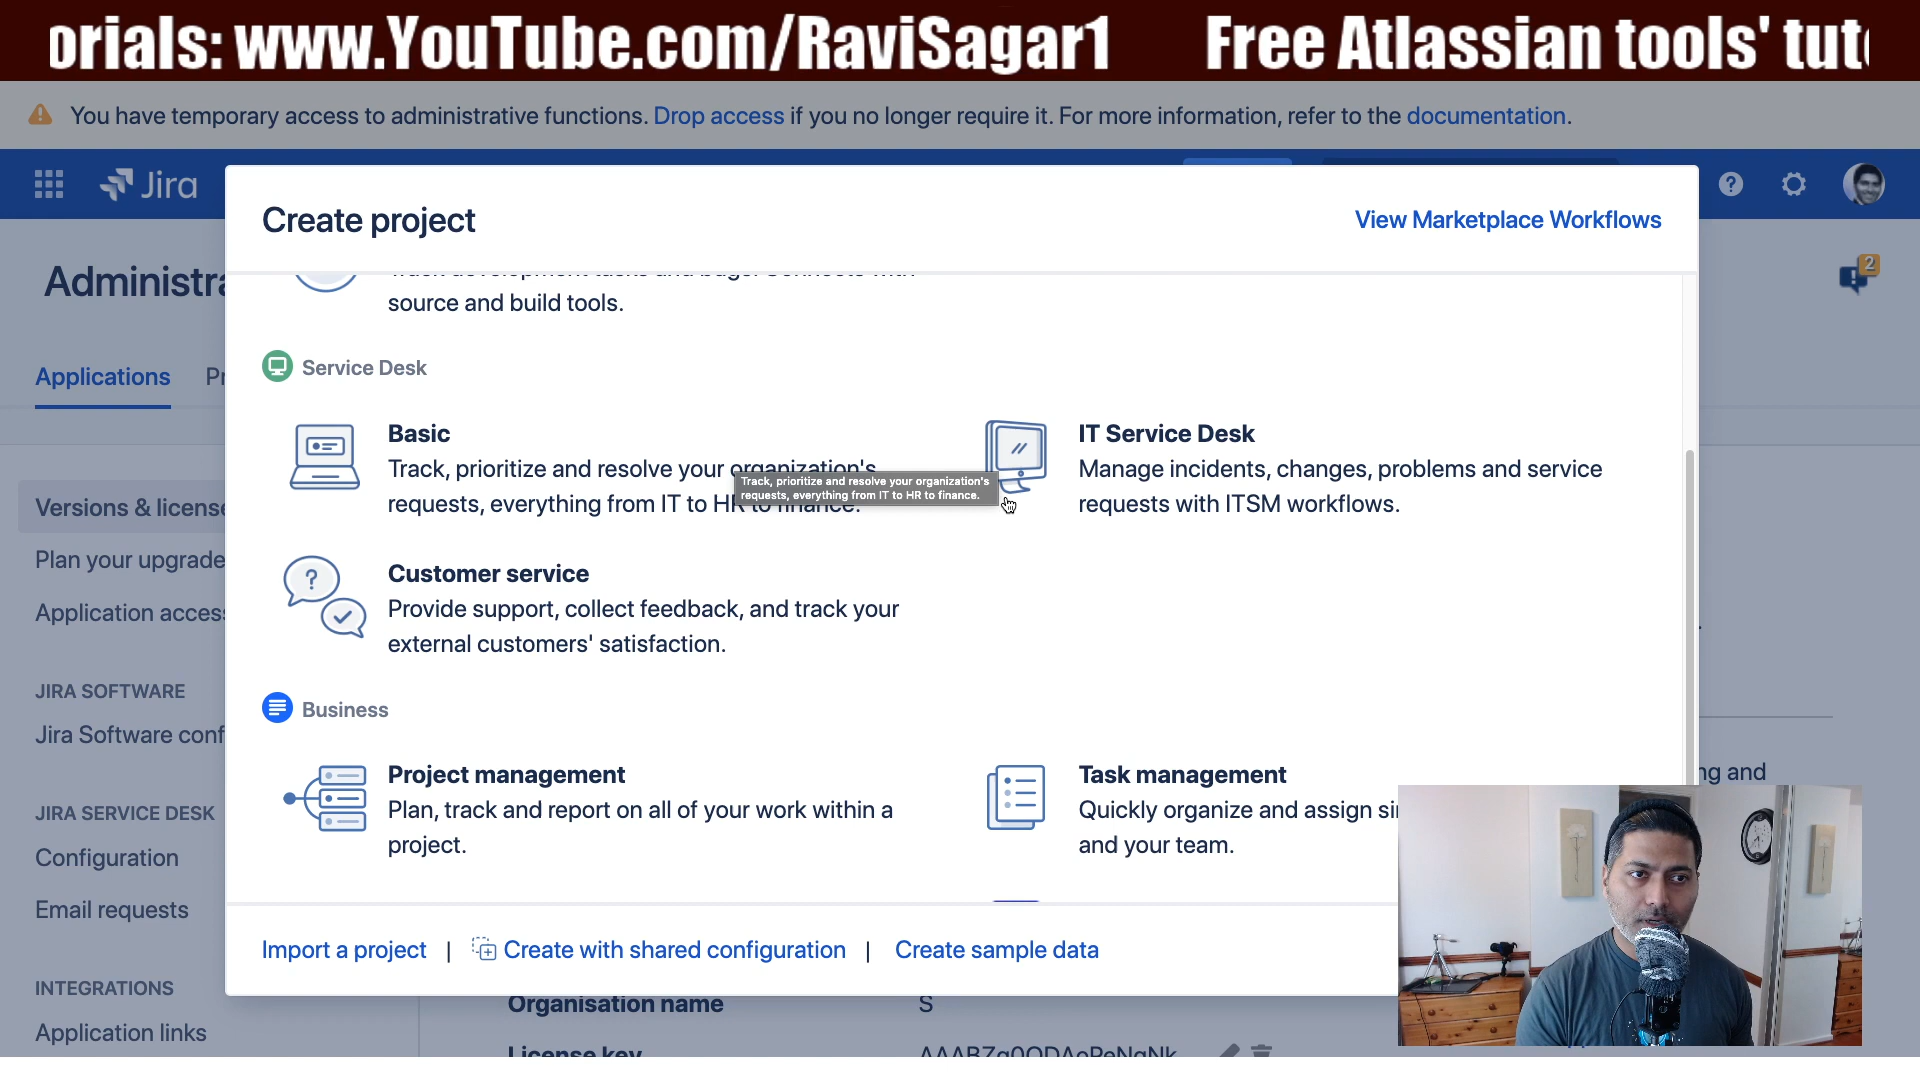 orials: www.YouTube.com/RaviSagar1 Free Atlassian tools' tut
You have temporary access to administrative functions. Drop access if you no longer require it. For more information, refer to the documentation.
Jira
Create project
View Marketplace Workflows
Administra
2
source and build tools.
Applications Pr
Service Desk
Basic
Track, prioritize and resolve your organization's
requests, everything from IT to HR to finance.
Track, prioritize and resolve your organization's
requests, everything from IT to HR to finance.
IT Service Desk
Manage incidents, changes, problems and service
requests with ITSM workflows.
Versions & license
Plan your upgrade
Application access
Customer service
Provide support, collect feedback, and track your
external customers' satisfaction.
JIRA SOFTWARE
Jira Software conf
Business
Project management
Plan, track and report on all of your work within a
project.
Task management
Quickly organize and assign si
and your team.
ng and
JIRA SERVICE DESK
Configuration
Email requests
Import a project | Create with shared configuration | Create sample data
INTEGRATIONS
Application links
Organisation name S
License key